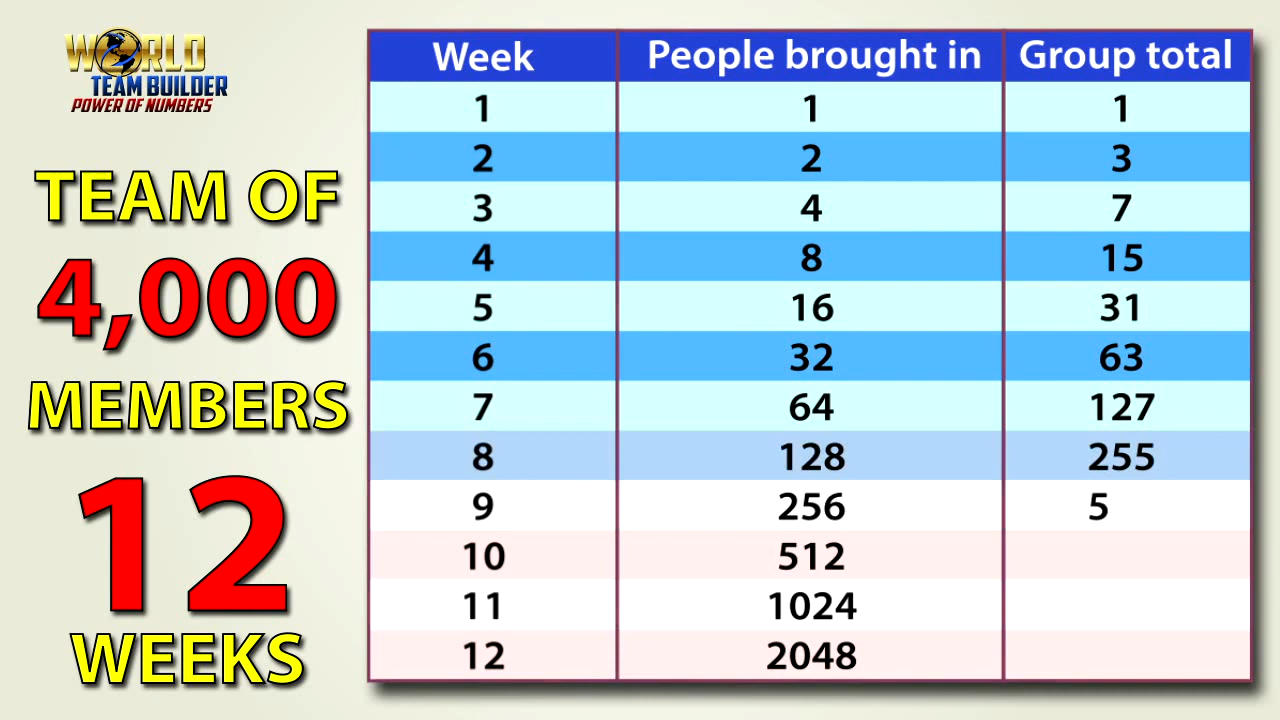 WORLD
TEAM BUILDER
POWER OF NUMBERS
TEAM OF
4,000
MEMBERS
12
WEEKS
Week People brought in Group total
1 1 1
2 2 3
3 4 7
4 8 15
5 16 31
6 32 63
7 64 127
8 128 255
9 256 5
10 512
11 1024
12 2048